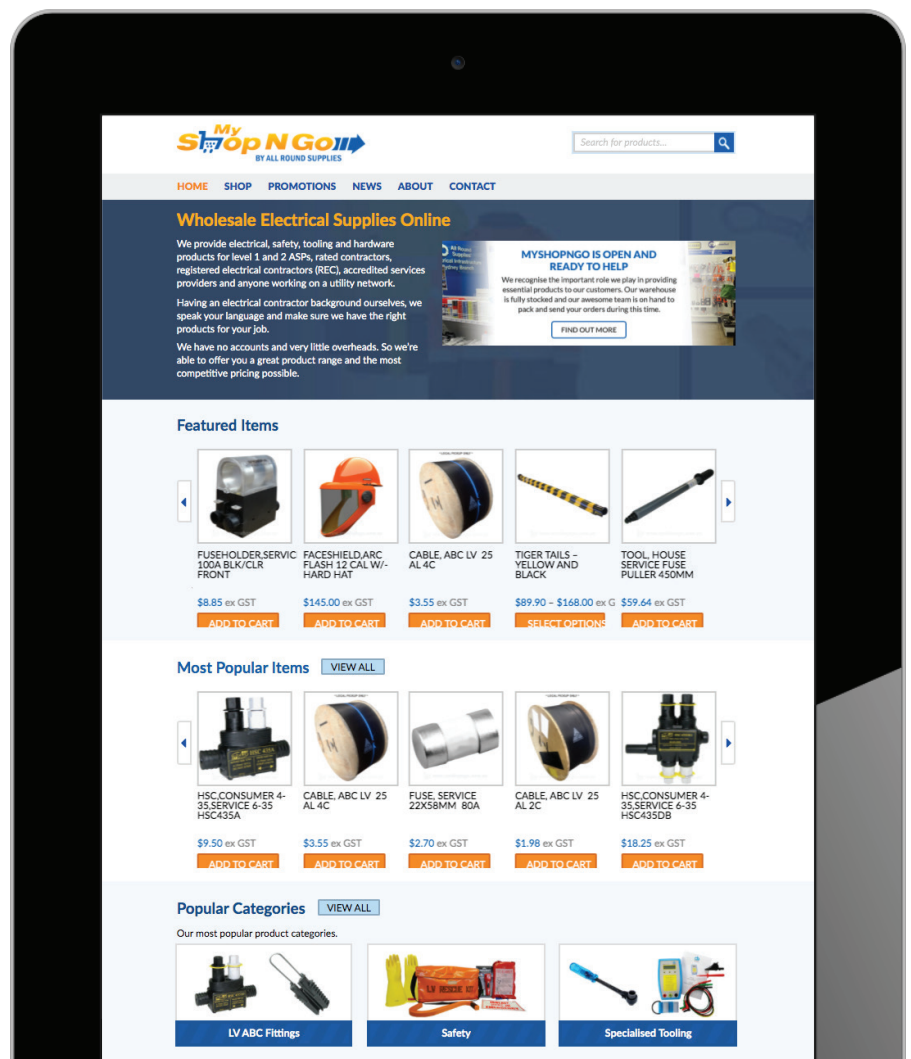 My
Shop N Go
BY ALL ROUND SUPPLIES
Search for products...
HOME SHOP PROMOTIONS NEWS ABOUT CONTACT
Wholesale Electrical Supplies Online
We provide electrical, safety, tooling and hardware
products for level 1 and 2 ASPs, rated contractors,
registered electrical contractors (REC), accredited services
providers and anyone working on a utility network.
Having an electrical contractor background ourselves, we
speak your language and make sure we have the right
products for your job.
We have no accounts and very little overheads. So we're
able to offer you a great product range and the most
competitive pricing possible.
MYSHOPNGO IS OPEN AND
READY TO HELP
We recognise the important role we play in providing
essential products to our customers. Our warehouse
is fully stocked and our awesome team is on hand to
pack and send your orders during this time.
FIND OUT MORE
Featured Items
FUSEHOLDER,SERVIC
100A BLK/CLR
FRONT
$8.85 ex GST
ADD TO CART
FACESHIELD,ARC
FLASH 12 CAL W/-
HARD HAT
$145.00 ex GST
ADD TO CART
*LOCAL PICKUP ONLY*
CABLE, ABC LV 25
AL 4C
$3.55 ex GST
ADD TO CART
TIGER TAILS –
YELLOW AND
BLACK
$89.90 – $168.00 ex G
SELECT OPTIONS
TOOL, HOUSE
SERVICE FUSE
PULLER 450MM
$59.64 ex GST
ADD TO CART
Most Popular Items VIEW ALL
HSC 435A
HSC,CONSUMER 4-
35,SERVICE 6-35
HSC435A
$9.50 ex GST
ADD TO CART
*LOCAL PICKUP ONLY*
CABLE, ABC LV 25
AL 4C
$3.55 ex GST
ADD TO CART
FUSE, SERVICE
22X58MM 80A
$2.70 ex GST
ADD TO CART
*LOCAL PICKUP ONLY*
CABLE, ABC LV 25
AL 2C
$1.98 ex GST
ADD TO CART
HSC,CONSUMER 4-
35,SERVICE 6-35
HSC435DB
$18.25 ex GST
ADD TO CART
Popular Categories VIEW ALL
Our most popular product categories.
LV ABC Fittings
LV RESCUE KIT
Safety
Specialised Tooling